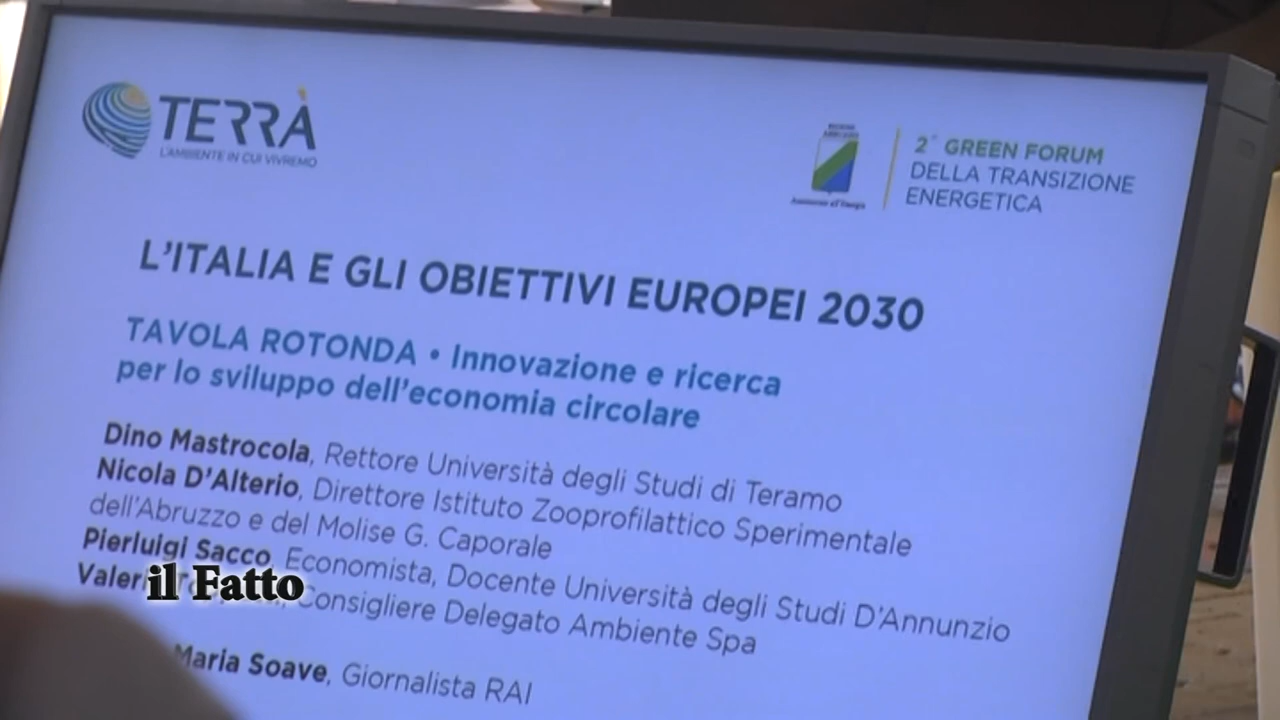 TERRÀ
L'AMBIENTE IN CUI VIVREMO
2° GREEN FORUM
DELLA TRANSIZIONE
ENERGETICA
L'ITALIA E GLI OBIETTIVI EUROPEI 2030
TAVOLA ROTONDA • Innovazione e ricerca
per lo sviluppo dell'economia circolare
Dino Mastrocola, Rettore Università degli Studi di Teramo
Nicola D'Alterio, Direttore Istituto Zooprofilattico Sperimentale
dell'Abruzzo e del Molise G. Caporale
Pierluigi Sacco, Economista, Docente Università degli Studi D'Annunzio
Consigliere Delegato Ambiente Spa
il Fatto
Maria Soave, Giornalista RAI